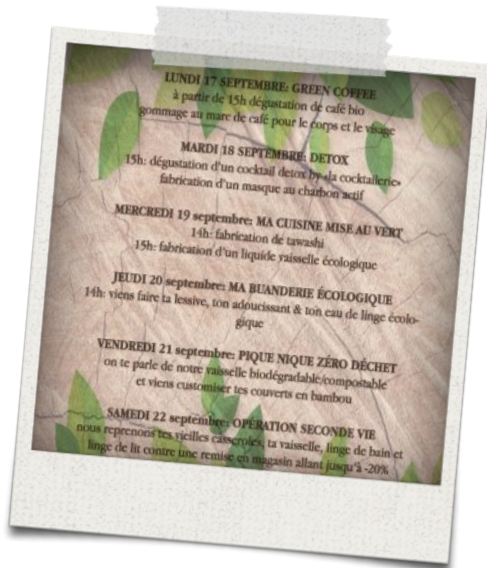 LUNDI 17 SEPTEMBRE: GREEN COFFEE
à partir de 15h dégustation de café bio
gommage au marc de café pour le corps et le visage
MARDI 18 SEPTEMBRE: DETOX
15h: dégustation d'un cocktail detox by «la cocktailerie»
fabrication d'un masque au charbon actif
MERCREDI 19 septembre: MA CUISINE MISE AU VERT
14h: fabrication de tawashi
15h: fabrication d'un liquide vaisselle écologique
JEUDI 20 septembre: MA BUANDERIE ÉCOLOGIQUE
14h: viens faire ta lessive, ton adoucissant & ton eau de linge écolo-
gique
VENDREDI 21 septembre: PIQUE NIQUE ZÉRO DÉCHET
on te parle de notre vaisselle biodégradable/compostable
et viens customiser tes couverts en bambou
SAMEDI 22 septembre: OPERATION SECONDE VIE
nous reprenons tes vieilles casseroles, ta vaisselle, linge de bain et
linge de lit contre une remise en magasin allant jusqu'à -20%